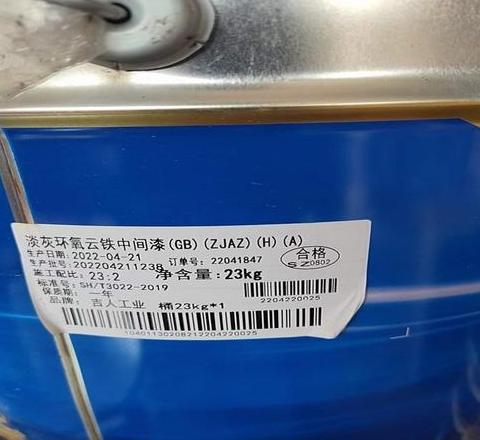 淡灰环氧云铁中间漆(GB)(ZJAZ)(H)(A)
生产日期:2022-04-21 订单号: 22041847
生产批号:202204211238 净含量:23kg
合格
SZ0802
施工配比: 23:2
标准号: SH/T3022-2019
保质期: 一年
2204220025
品牌: 吉人工业 桶23kg*1
10401130208212204220025